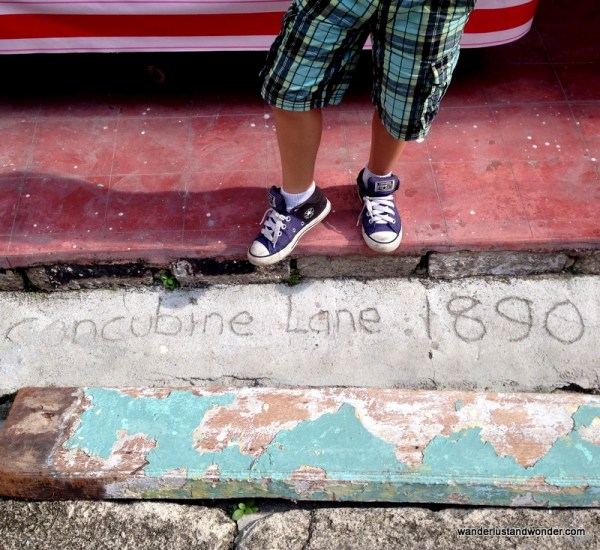 concubine Lane : 1890
wanderlustandwonder.com